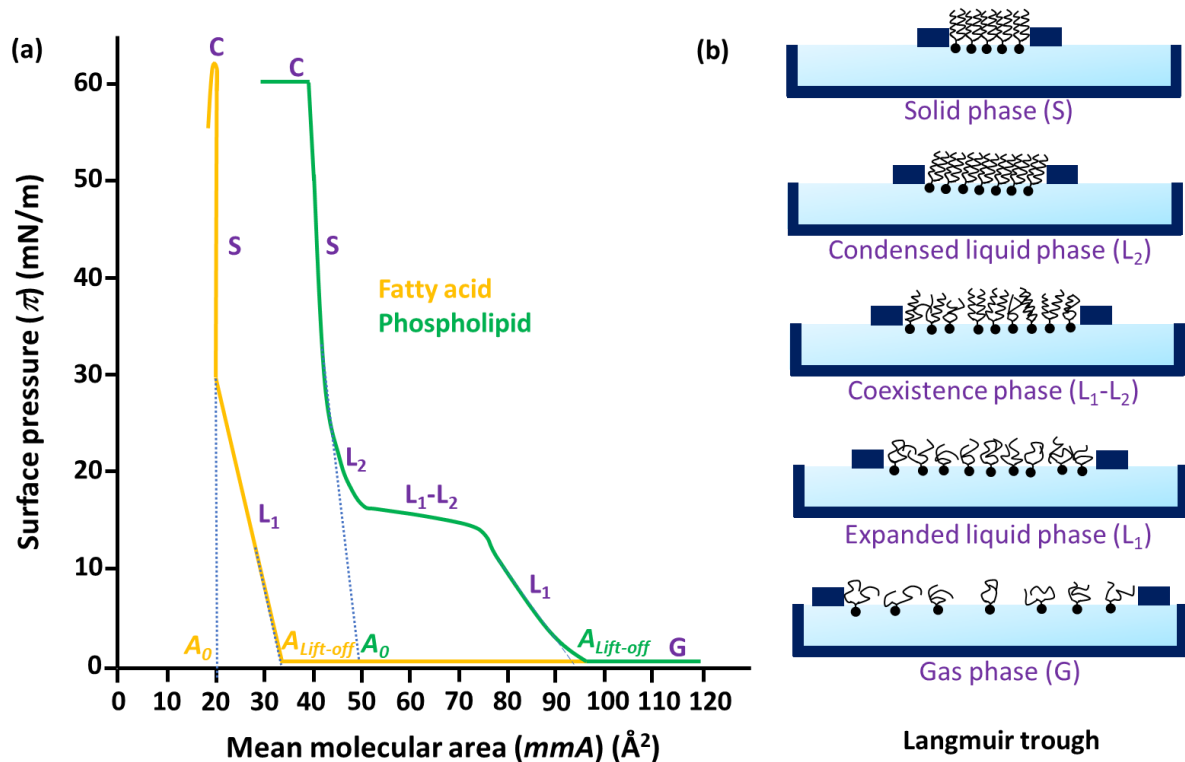 (a)
C
C
60
50
S
S
40
Fatty acid
Phospholipid
30
L₂
20
L₁-L₂
L₁
10
L₁
A₀
A_Lift-off
A₀
A_Lift-off
G
0
0 10 20 30 40 50 60 70 80 90 100 110 120
Surface pressure (π) (mN/m)
Mean molecular area (mmA) (Å²)
(b)
Solid phase (S)
Condensed liquid phase (L₂)
Coexistence phase (L₁-L₂)
Expanded liquid phase (L₁)
Gas phase (G)
Langmuir trough